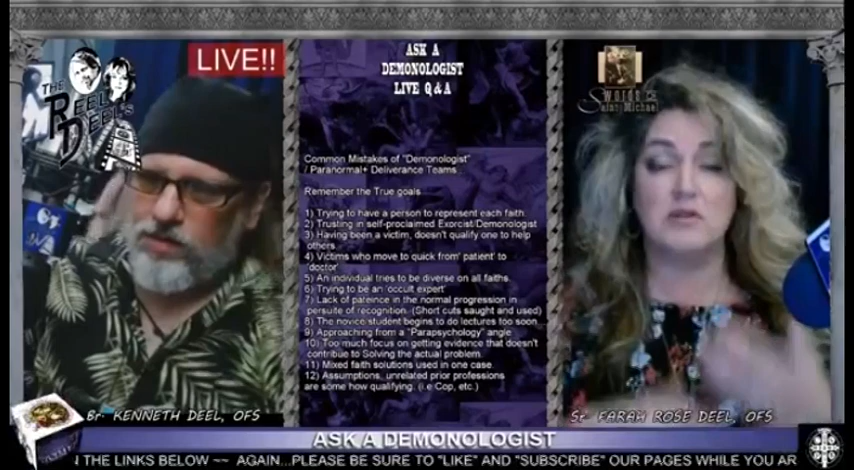 THE
REEL
DEEL'S
LIVE!!
ASK A
DEMONOLOGIST
LIVE Q&A
Words of
Saint Michael
Common Mistakes of "Demonologist"
/ Paranormal+ Deliverance Teams
Remember the True goals
1) Trying to have a person to represent each faith.
2) Trusting in self-proclaimed Exorcist/Demonologist
3) Having been a victim, doesn't qualify one to help
others.
4) Victims who move to quick from' patient' to
'doctor'
5) An individual tries to be diverse on all faiths.
6) Trying to be an 'occult expert'
7) Lack of pateince in the normal progression in
persuite of recognition. (Short cuts saught and used)
8) The novice student begins to do lectures too soon.
9) Approaching from a "Parapsychology" angle
10) Too much focus on getting evidence that doesn't
contribute to Solving the actual problem.
11) Mixed faith solutions used in one case.
12) Assumptions, unrelated prior professions
are some how qualifying. (i.e Cop, etc.)
Br. KENNETH DEEL, OFS
Sr. FARAH ROSE DEEL, OFS
ASK A DEMONOLOGIST
N THE LINKS BELOW ~~ AGAIN...PLEASE BE SURE TO "LIKE" AND "SUBSCRIBE" OUR PAGES WHILE YOU AR